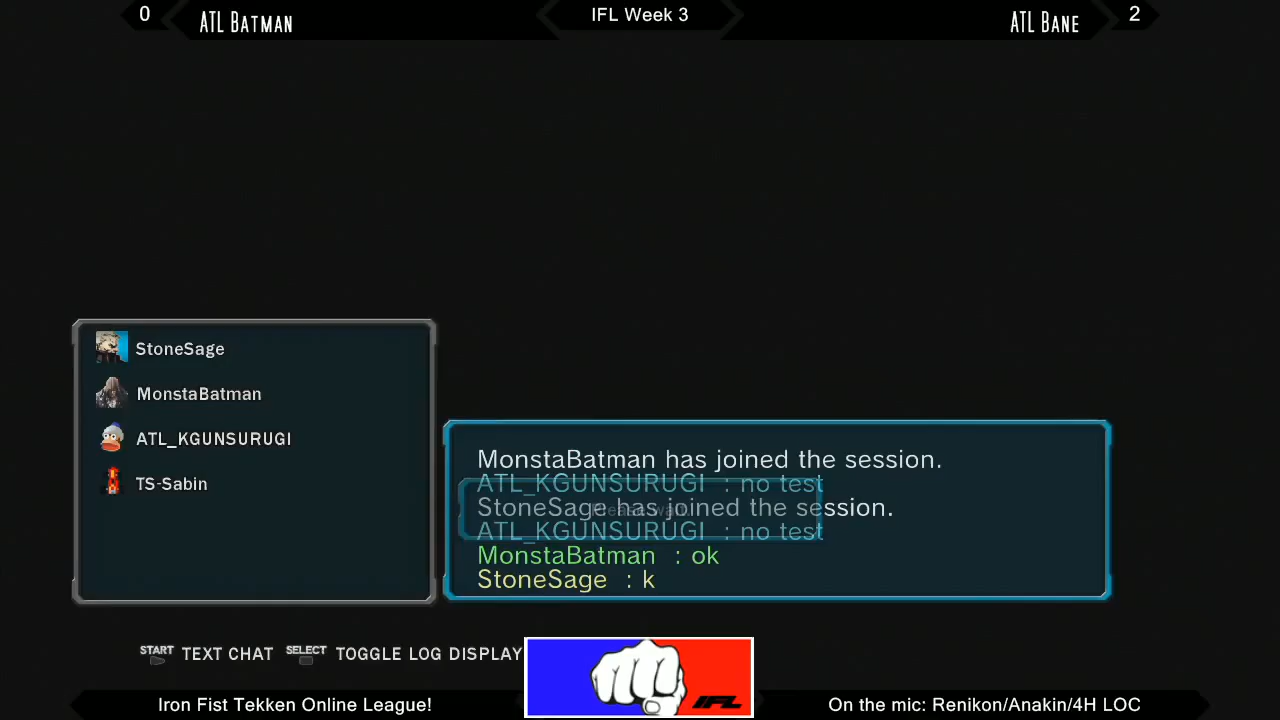 0
ATL BATMAN
IFL Week 3
ATL BANE
2
StoneSage
MonstaBatman
ATL_KGUNSURUGI
TS-Sabin
MonstaBatman has joined the session.
ATL_KGUNSURUGI : no test
StoneSage has joined the session.
Please wait.
ATL_KGUNSURUGI : no test
MonstaBatman : ok
StoneSage : k
START TEXT CHAT SELECT TOGGLE LOG DISPLAY
IFL
Iron Fist Tekken Online League!
On the mic: Renikon/Anakin/4H LOC